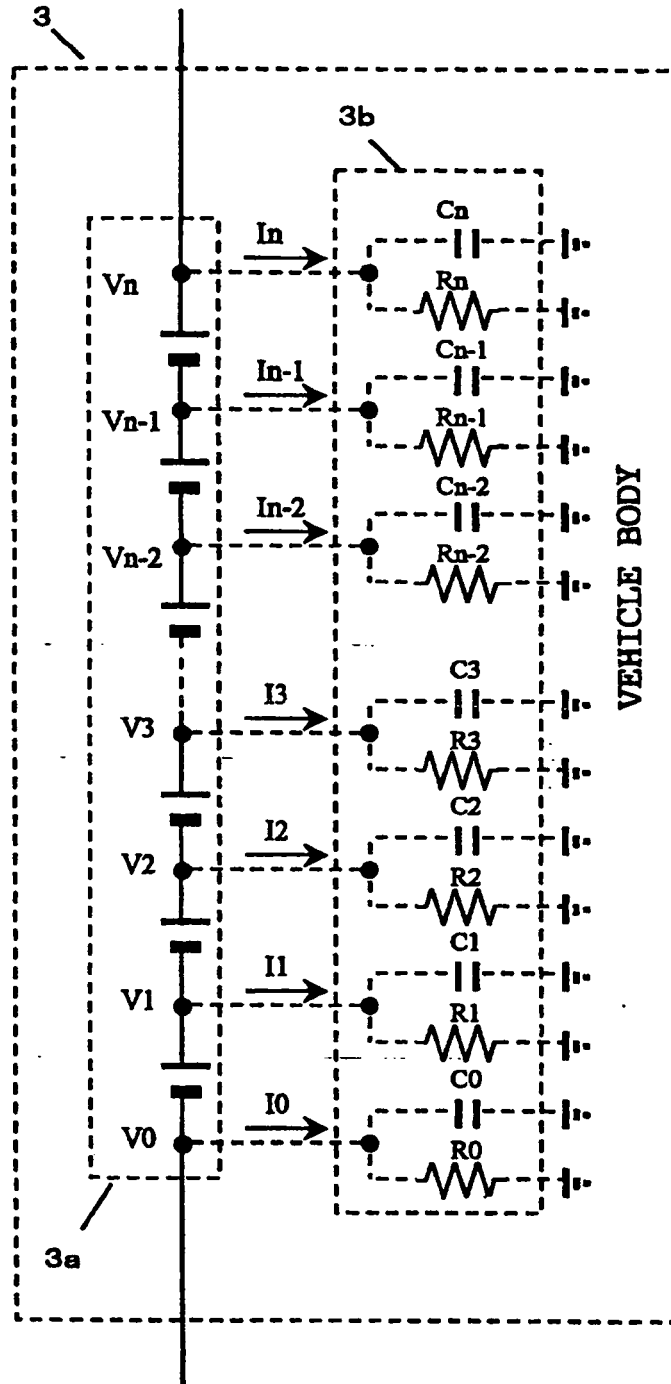 3
3b
Cn
In
Vn
Rn
Cn-1
In-1
Vn-1
Rn-1
Cn-2
In-2
Vn-2
Rn-2
VEHICLE BODY
C3
I3
V3
R3
C2
I2
V2
R2
C1
I1
V1
R1
C0
I0
V0
R0
3a